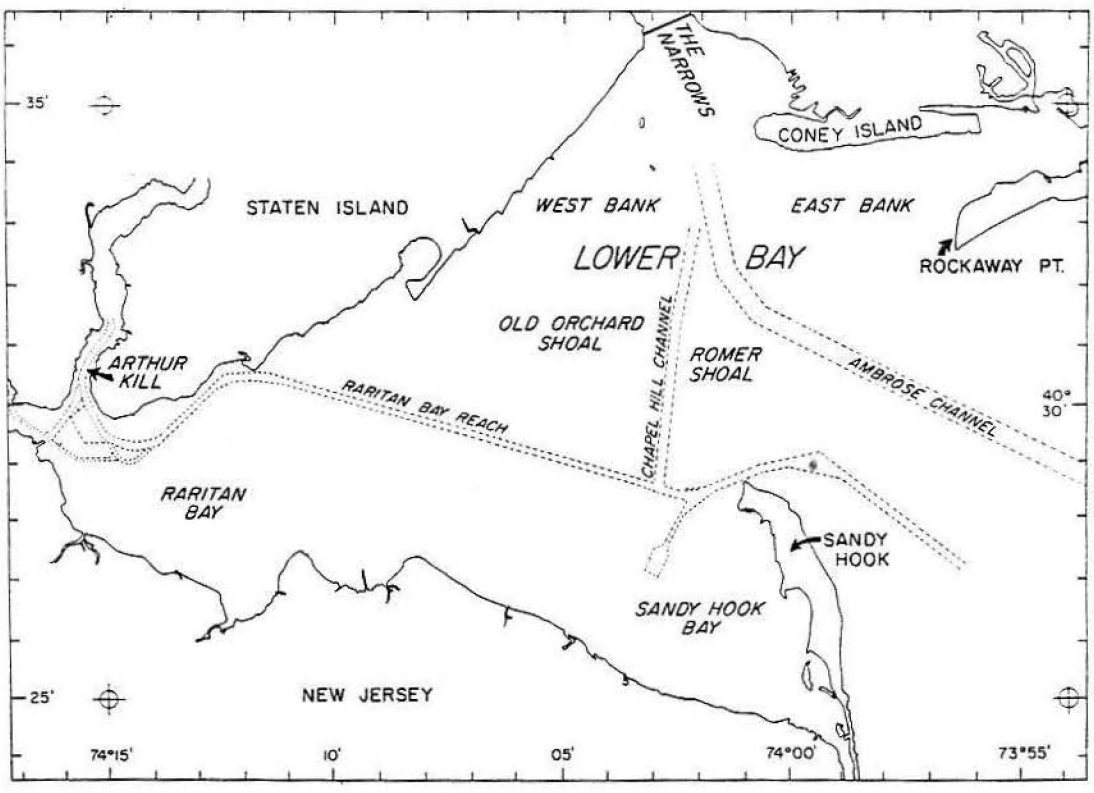 THE
NARROWS
35'
CONEY ISLAND
STATEN ISLAND
WEST BANK
EAST BANK
LOWER BAY
ROCKAWAY PT.
OLD ORCHARD
SHOAL
CHAPEL HILL CHANNEL
ROMER
SHOAL
ARTHUR
KILL
RARITAN BAY REACH
AMBROSE CHANNEL
40°
30'
RARITAN
BAY
SANDY
HOOK
SANDY HOOK
BAY
25'
NEW JERSEY
74°15'
10'
05'
74°00'
73°55'